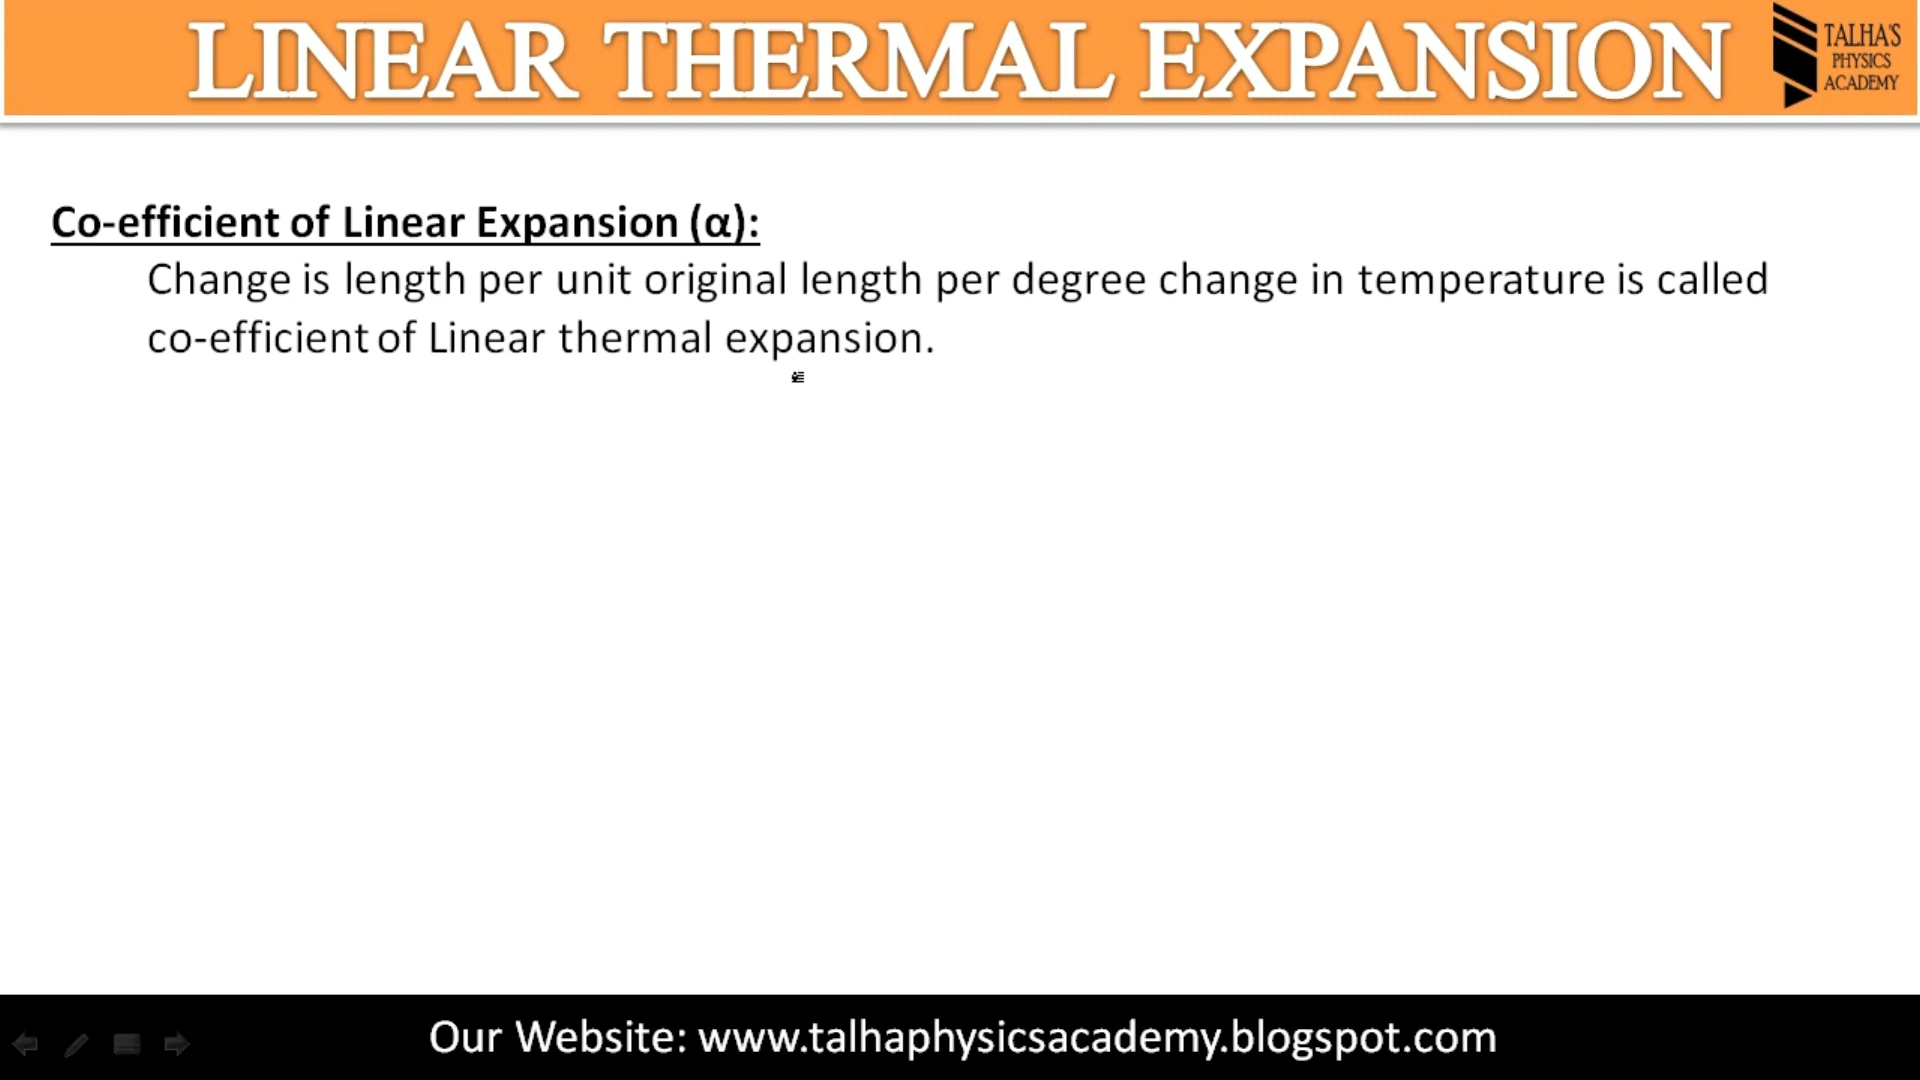 LINEAR THERMAL EXPANSION
TALHA'S
PHYSICS
ACADEMY
Co-efficient of Linear Expansion (α):
Change is length per unit original length per degree change in temperature is called
co-efficient of Linear thermal expansion.
Our Website: www.talhaphysicsacademy.blogspot.com